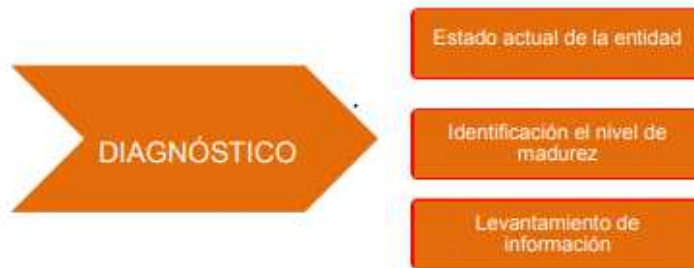 DIAGNÓSTICO
Estado actual de la entidad
Identificación el nivel de
madurez
Levantamiento de
información